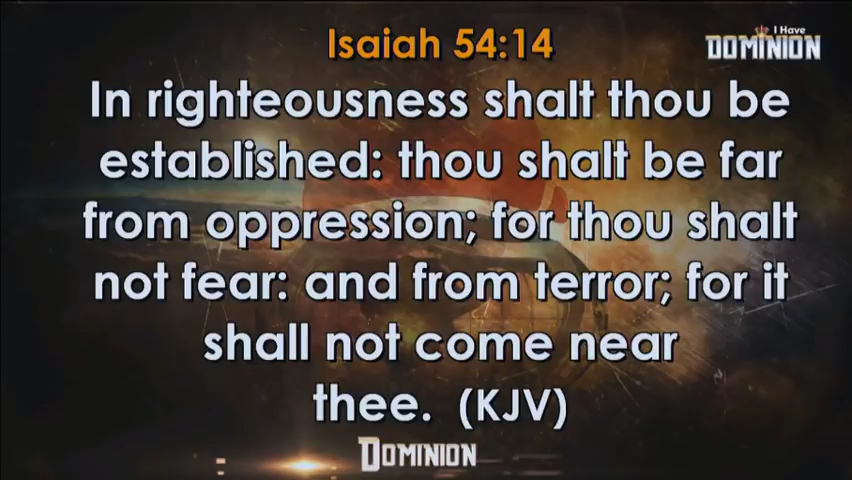 Isaiah 54:14
I Have
DOMINION
In righteousness shalt thou be
established: thou shalt be far
from oppression; for thou shalt
not fear: and from terror; for it
shall not come near
thee. (KJV)
DOMINION